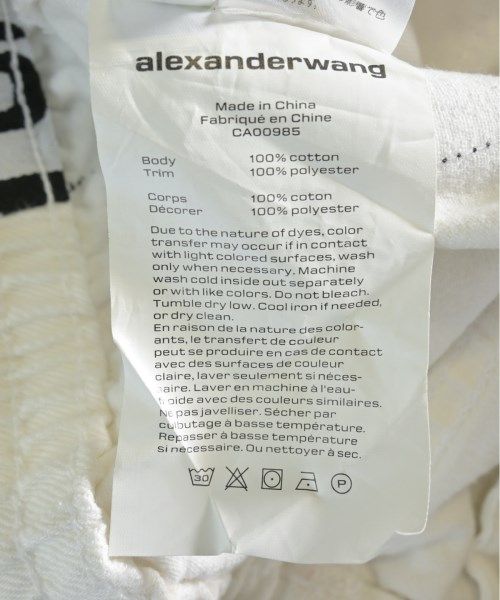 alexanderwang
Made in China
Fabriqué en Chine
CA00985
Body 100% cotton
Trim 100% polyester
Corps 100% coton
Décorer 100% polyester
Due to the nature of dyes, color
transfer may occur if in contact
with light colored surfaces, wash
only when necessary. Machine
wash cold inside out separately
or with like colors. Do not bleach.
Tumble dry low. Cool iron if needed,
or dry clean.
En raison de la nature des color-
ants, le transfert de couleur
peut se produire en cas de contact
avec des surfaces de couleur
claire, laver seulement si néces-
saire. Laver en machine à l'eau-
froide avec des couleurs similaires.
Ne pas javelliser. Sécher par
culbutage à basse température.
Repasser à basse température
si nécessaire. Ou nettoyer à sec.
30 P